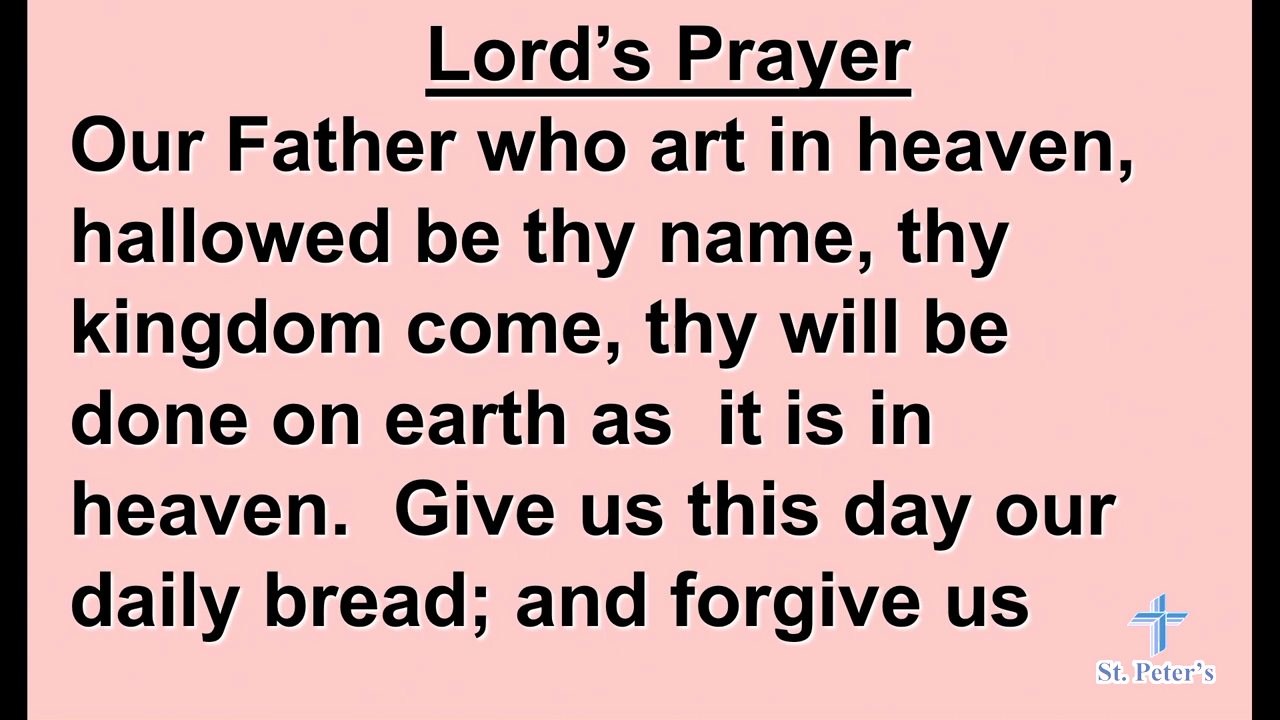 Lord’s Prayer
Our Father who art in heaven,
hallowed be thy name, thy
kingdom come, thy will be
done on earth as  it is in
heaven.  Give us this day our
daily bread; and forgive us
St. Peter’s